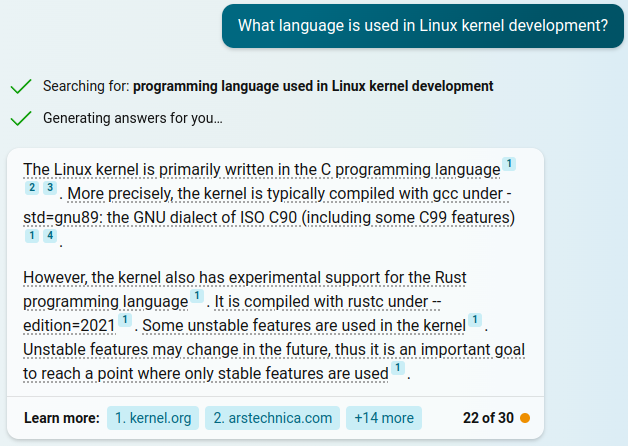 What language is used in Linux kernel development?
Searching for: programming language used in Linux kernel development
Generating answers for you...
The Linux kernel is primarily written in the C programming language 1
2 3 . More precisely, the kernel is typically compiled with gcc under -
std=gnu89: the GNU dialect of ISO C90 (including some C99 features)
1 4 .
However, the kernel also has experimental support for the Rust
programming language 1 . It is compiled with rustc under --
edition=2021 1 . Some unstable features are used in the kernel 1 .
Unstable features may change in the future, thus it is an important goal
to reach a point where only stable features are used 1 .
Learn more: 1. kernel.org 2. arstechnica.com +14 more 22 of 30